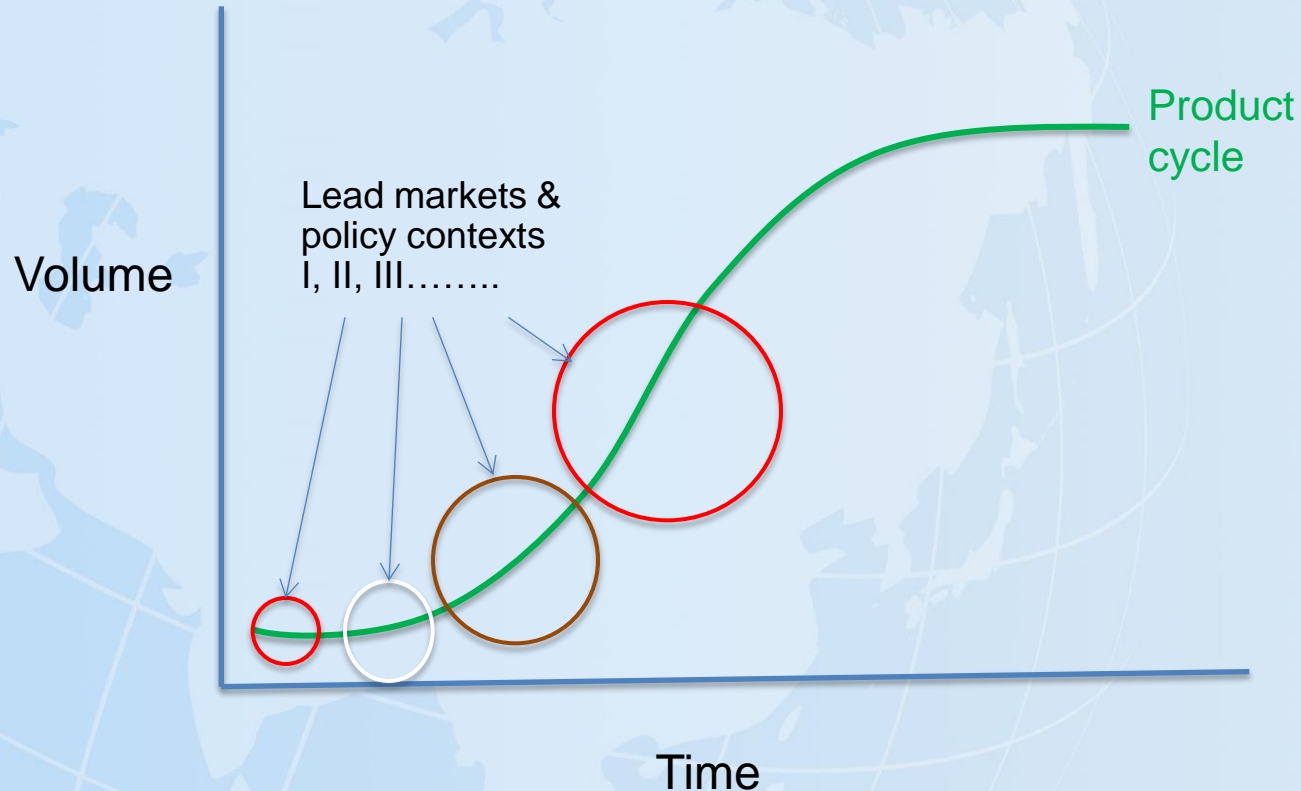 Product
cycle
Lead markets &
policy contexts
I, II, III……..
Volume
Time